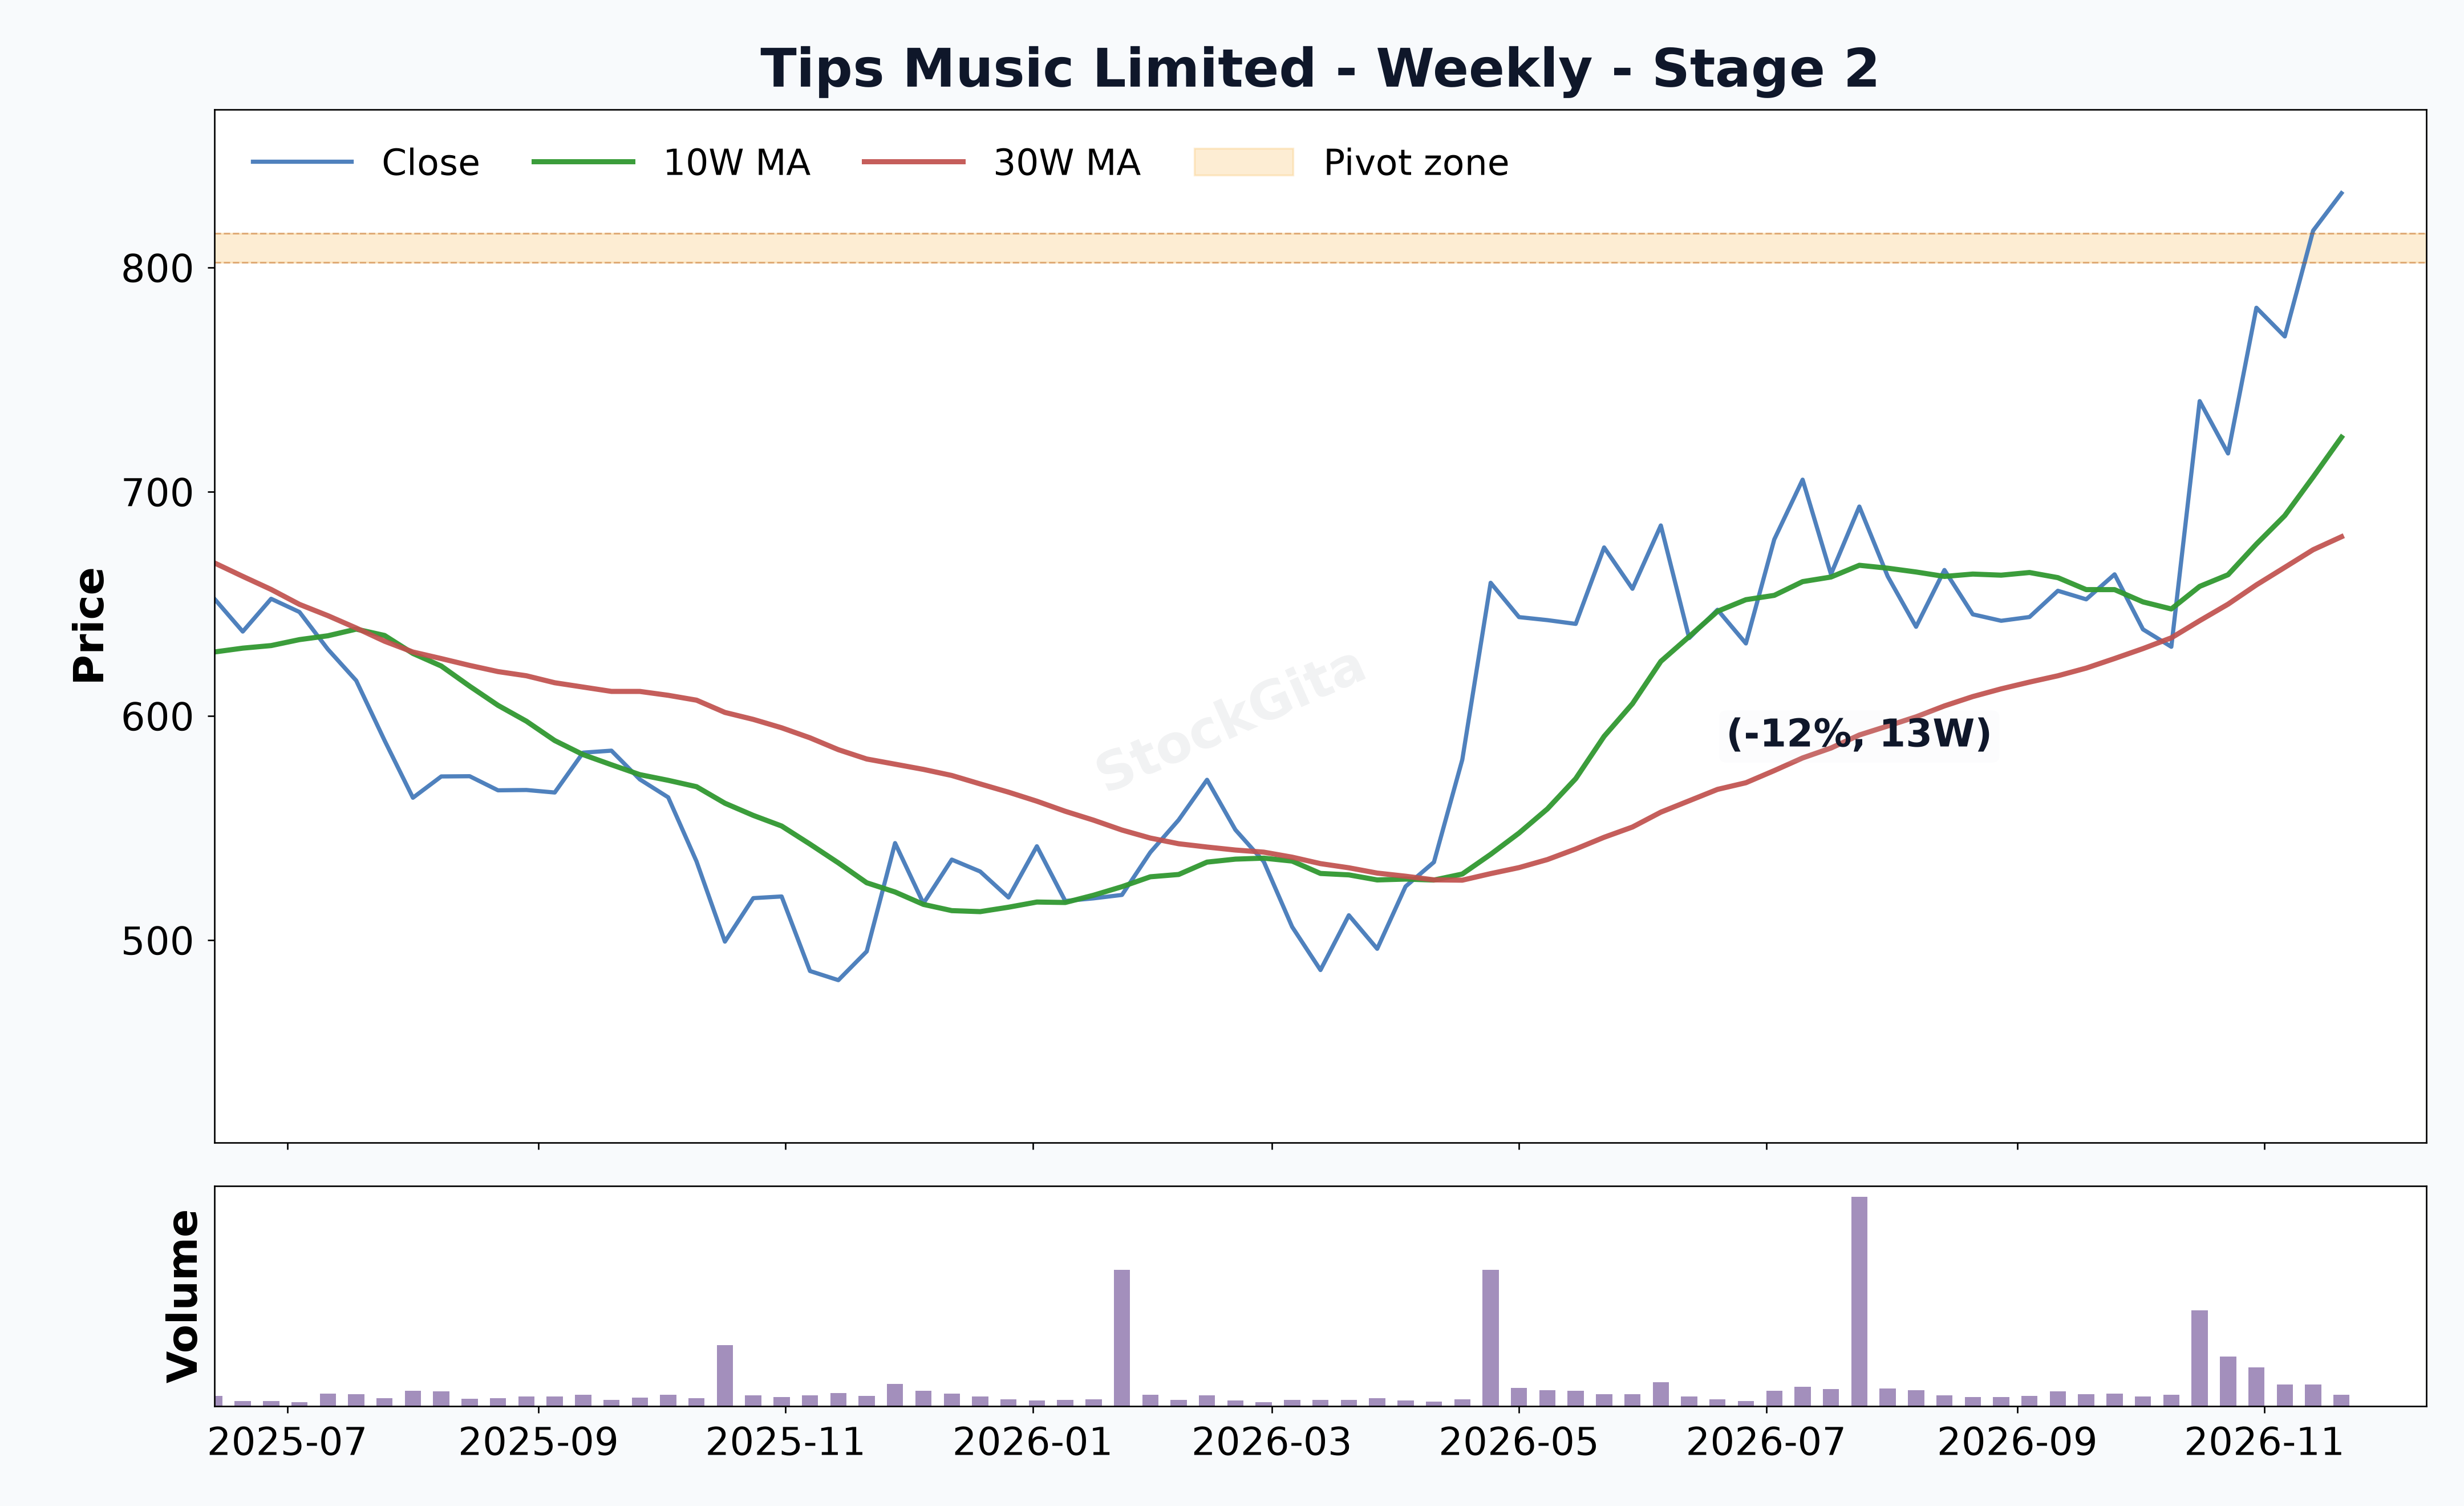 Tips Music Limited - Weekly - Stage 2
Close 10W MA 30W MA Pivot zone
800
700
600
500
Price
StockGita
(-12%, 13W)
Volume
2025-07 2025-09 2025-11 2026-01 2026-03 2026-05 2026-07 2026-09 2026-11